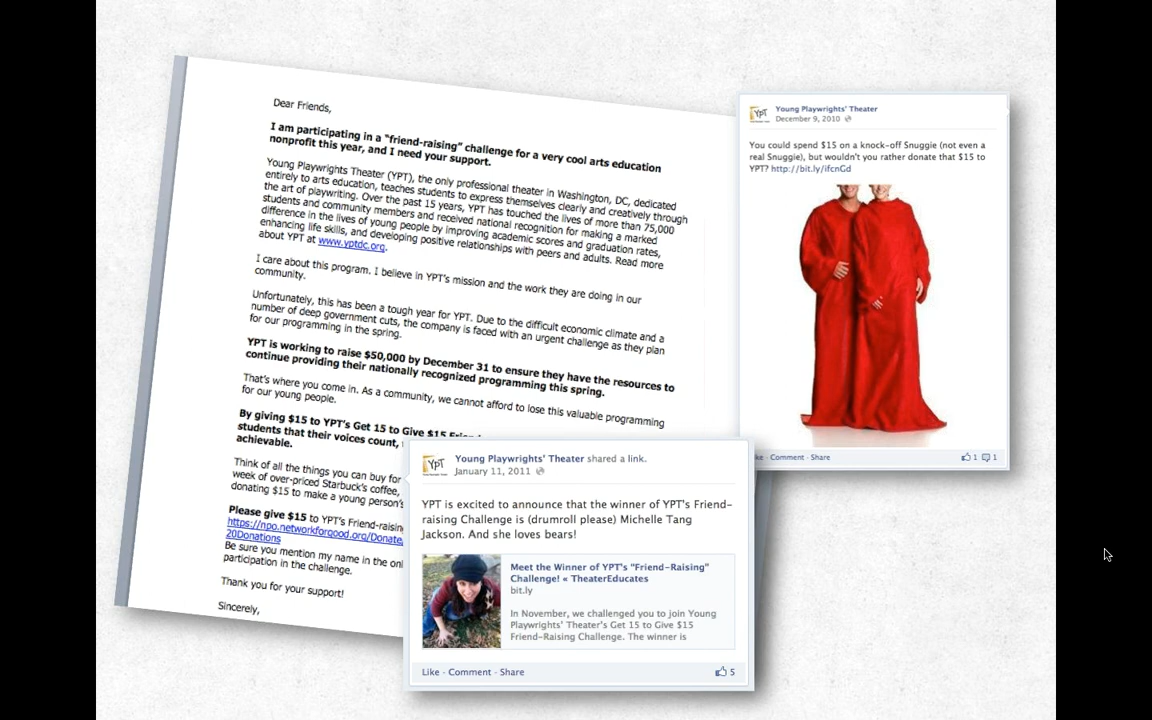 Dear Friends,
I am participating in a "friend-raising" challenge for a very cool arts education
nonprofit this year, and I need your support.
Young Playwrights' Theater (YPT), the only professional theater in Washington, DC, dedicated
entirely to arts education, teaches students to express themselves clearly and creatively through
the art of playwriting. Over the past 15 years, YPT has touched the lives of more than 75,000
students and community members and received national recognition for making a marked
difference in the lives of young people by improving academic scores and graduation rates,
enhancing life skills, and developing positive relationships with peers and adults. Read more
about YPT at www.yptdc.org.
I care about this program. I believe in YPT's mission and the work they are doing in our
community.
Unfortunately, this has been a tough year for YPT. Due to the difficult economic climate and a
number of deep government cuts, the company is faced with an urgent challenge as they plan
for our programming in the spring.
YPT is working to raise $50,000 by December 31 to ensure they have the resources to
continue providing their nationally recognized programming this spring.
That's where you come in. As a community, we cannot afford to lose this valuable programming
for our young people.
By giving $15 to YPT's Get 15 to Give $15
students that their voices count,
achievable.
Think of all the things you can buy for
week of over-priced Starbuck's coffee,
donating $15 to make a young person's
Please give $15 to YPT's Friend-raising
https://npo.networkforgood.org/Donate/
20Donations
Be sure you mention my name in the
participation in the challenge.
Thank you for your support!
Sincerely,
YPT
Young Playwrights' Theater
December 9, 2010
You could spend $15 on a knock-off Snuggie (not even a
real Snuggie), but wouldn't you rather donate that $15 to
YPT? http://bit.ly/ifcnGd
Comment · Share
1 1
YPT
Young Playwrights' Theater shared a link.
January 11, 2011
YPT is excited to announce that the winner of YPT's Friend-
raising Challenge is (drumroll please) Michelle Tang
Jackson. And she loves bears!
Meet the Winner of YPT's "Friend-Raising"
Challenge! « TheaterEducates
bit.ly
In November, we challenged you to join Young
Playwrights' Theater's Get 15 to Give $15
Friend-Raising Challenge. The winner is
Like · Comment · Share
5